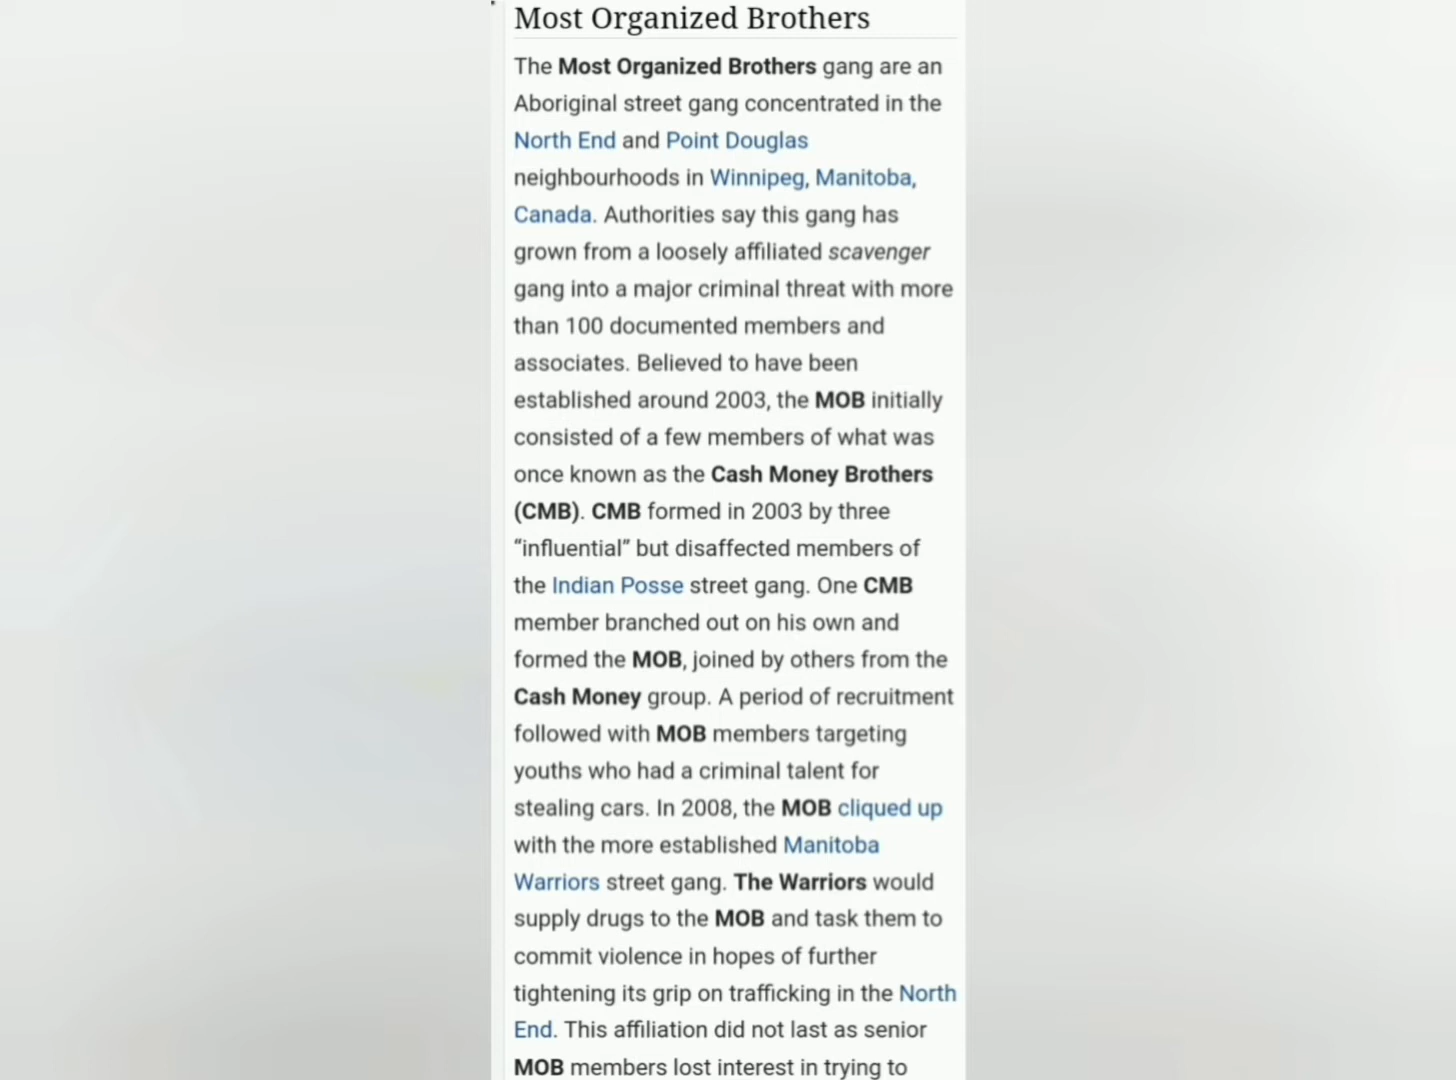 Most Organized Brothers
The Most Organized Brothers gang are an
Aboriginal street gang concentrated in the
North End and Point Douglas
neighbourhoods in Winnipeg, Manitoba,
Canada. Authorities say this gang has
grown from a loosely affiliated scavenger
gang into a major criminal threat with more
than 100 documented members and
associates. Believed to have been
established around 2003, the MOB initially
consisted of a few members of what was
once known as the Cash Money Brothers
(CMB). CMB formed in 2003 by three
“influential” but disaffected members of
the Indian Posse street gang. One CMB
member branched out on his own and
formed the MOB, joined by others from the
Cash Money group. A period of recruitment
followed with MOB members targeting
youths who had a criminal talent for
stealing cars. In 2008, the MOB cliqued up
with the more established Manitoba
Warriors street gang. The Warriors would
supply drugs to the MOB and task them to
commit violence in hopes of further
tightening its grip on trafficking in the North
End. This affiliation did not last as senior
MOB members lost interest in trying to